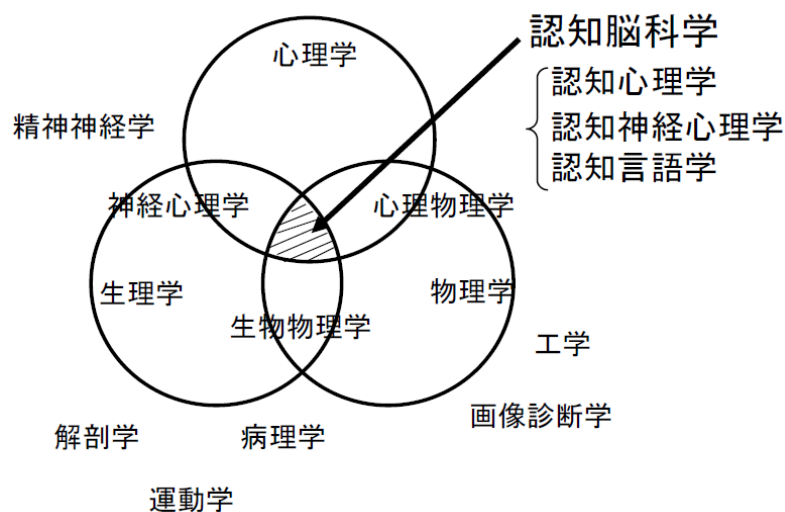 心理学
認知脳科学
認知心理学
認知神経心理学
認知言語学
精神神経学
神経心理学
心理物理学
生理学
物理学
生物物理学
工学
画像診断学
解剖学
病理学
運動学